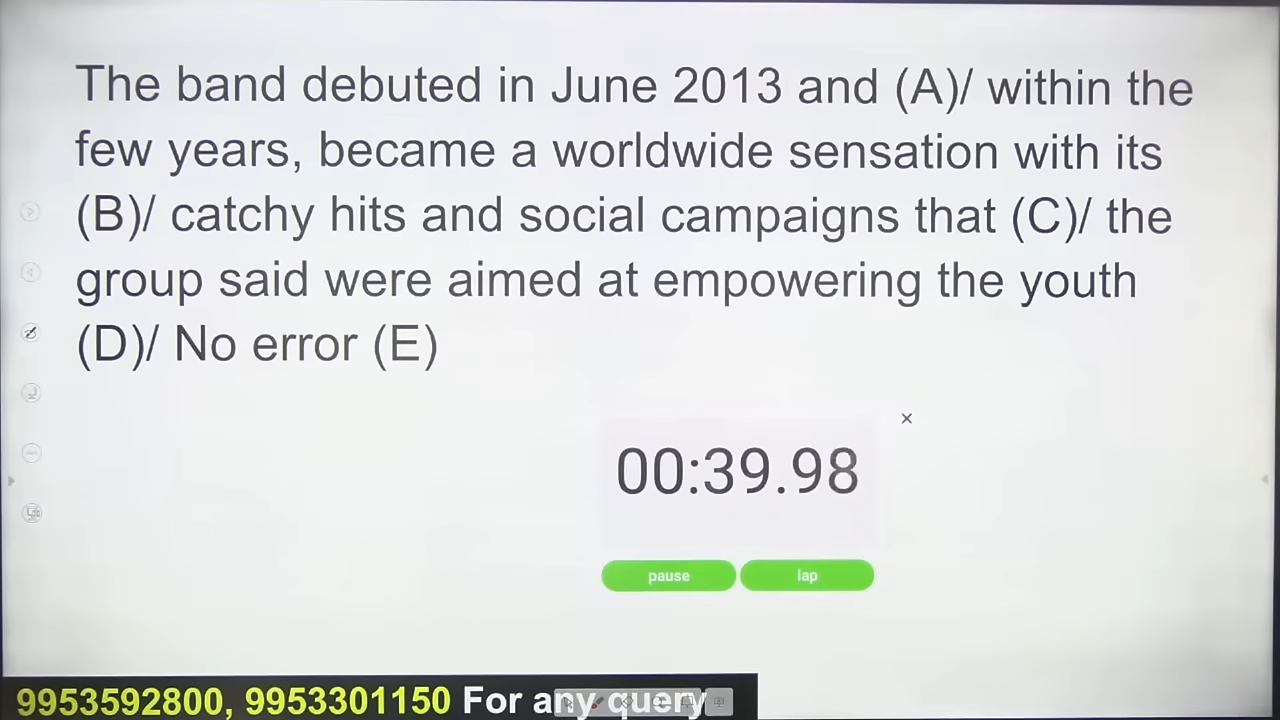 The band debuted in June 2013 and (A)/ within the
few years, became a worldwide sensation with its
(B)/ catchy hits and social campaigns that (C)/ the
group said were aimed at empowering the youth
(D)/ No error (E)
00:39.98
pause lap
9953592800, 9953301150 For any query